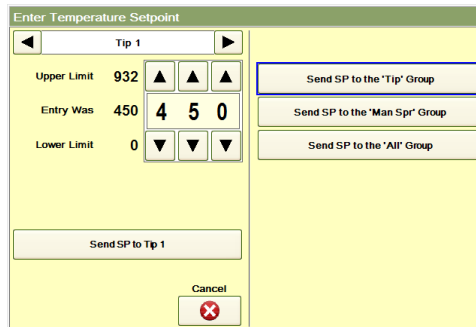 Enter Temperature Setpoint
Tip 1
Upper Limit 932
Entry Was 450 4 5 0
Lower Limit 0
Send SP to Tip 1
Cancel
Send SP to the 'Tip' Group
Send SP to the 'Man Spr' Group
Send SP to the 'All' Group